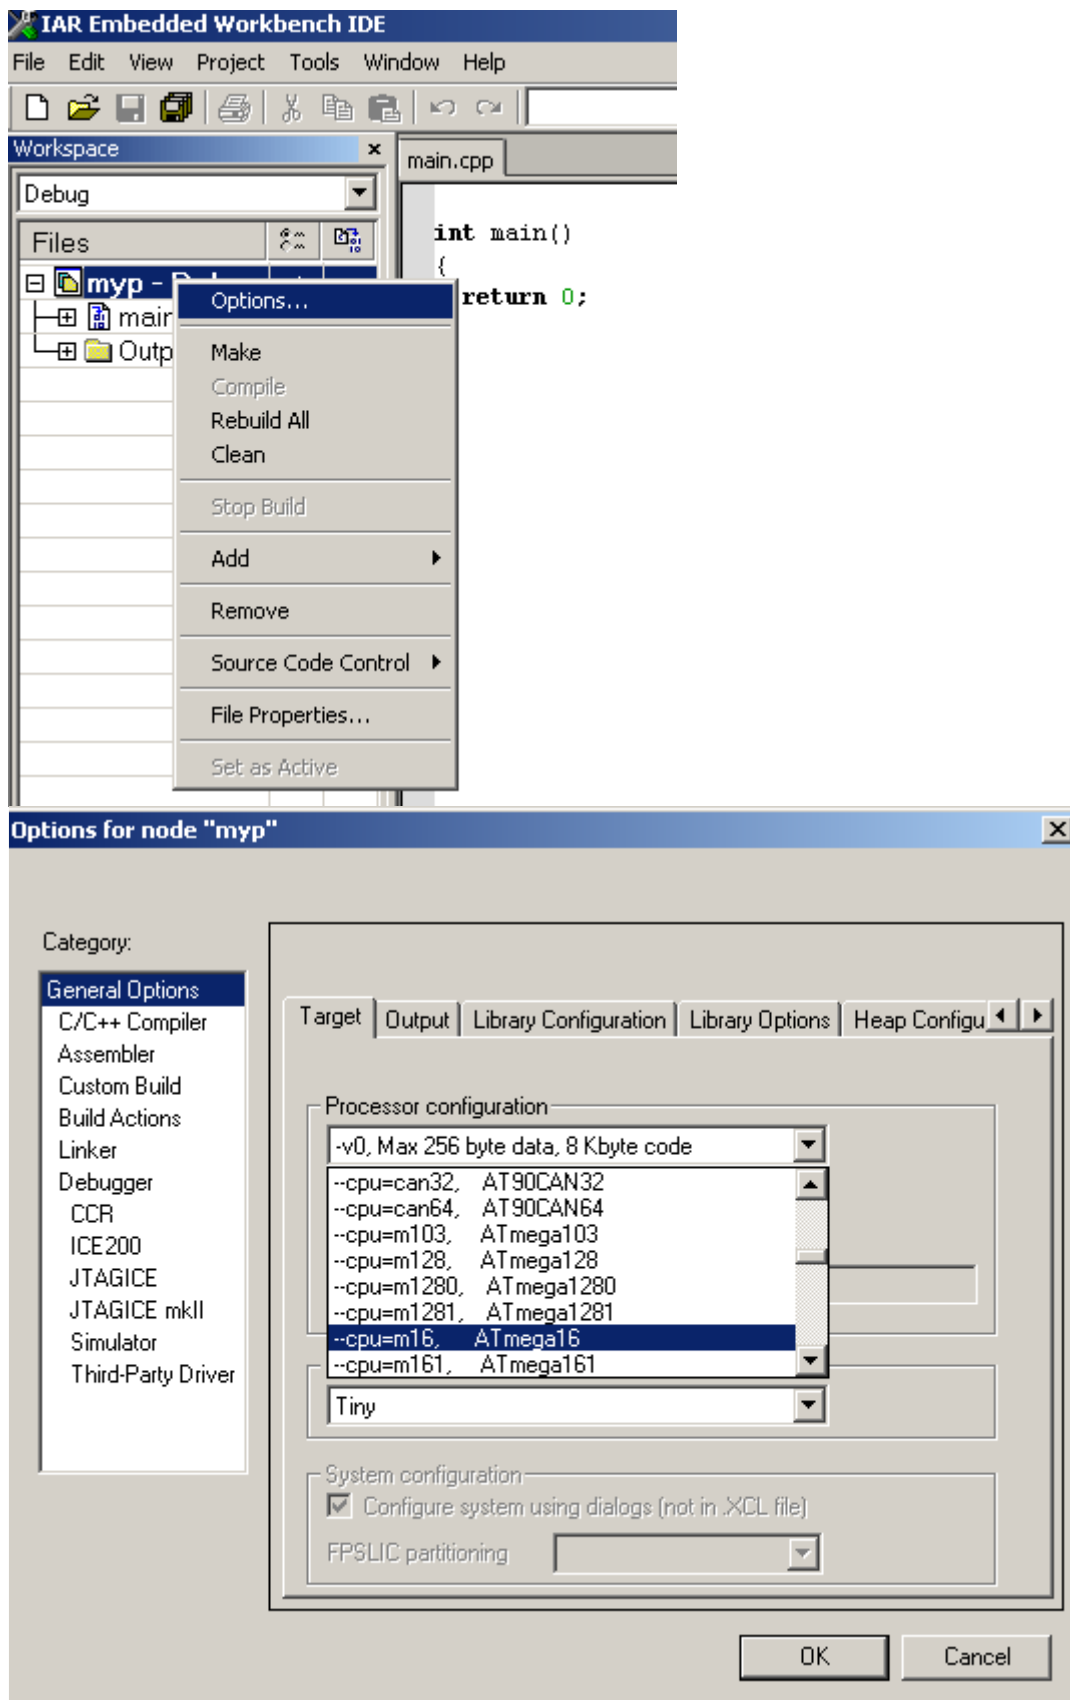 IAR Embedded Workbench IDE
File Edit View Project Tools Window Help
Workspace
main.cpp
Debug
Files
int main()
{
myp -
Options...
return 0;
main
Outp
Make
Compile
Rebuild All
Clean
Stop Build
Add
Remove
Source Code Control
File Properties...
Set as Active
Options for node "myp"
Category:
General Options
C/C++ Compiler
Assembler
Custom Build
Build Actions
Linker
Debugger
CCR
ICE200
JTAGICE
JTAGICE mkII
Simulator
Third-Party Driver
Target Output Library Configuration Library Options Heap Configu
Processor configuration
-v0, Max 256 byte data, 8 Kbyte code
--cpu=can32, AT90CAN32
--cpu=can64, AT90CAN64
--cpu=m103, ATmega103
--cpu=m128, ATmega128
--cpu=m1280, ATmega1280
--cpu=m1281, ATmega1281
--cpu=m16, ATmega16
--cpu=m161, ATmega161
Tiny
System configuration
Configure system using dialogs (not in .XCL file)
FPSLIC partitioning
OK Cancel